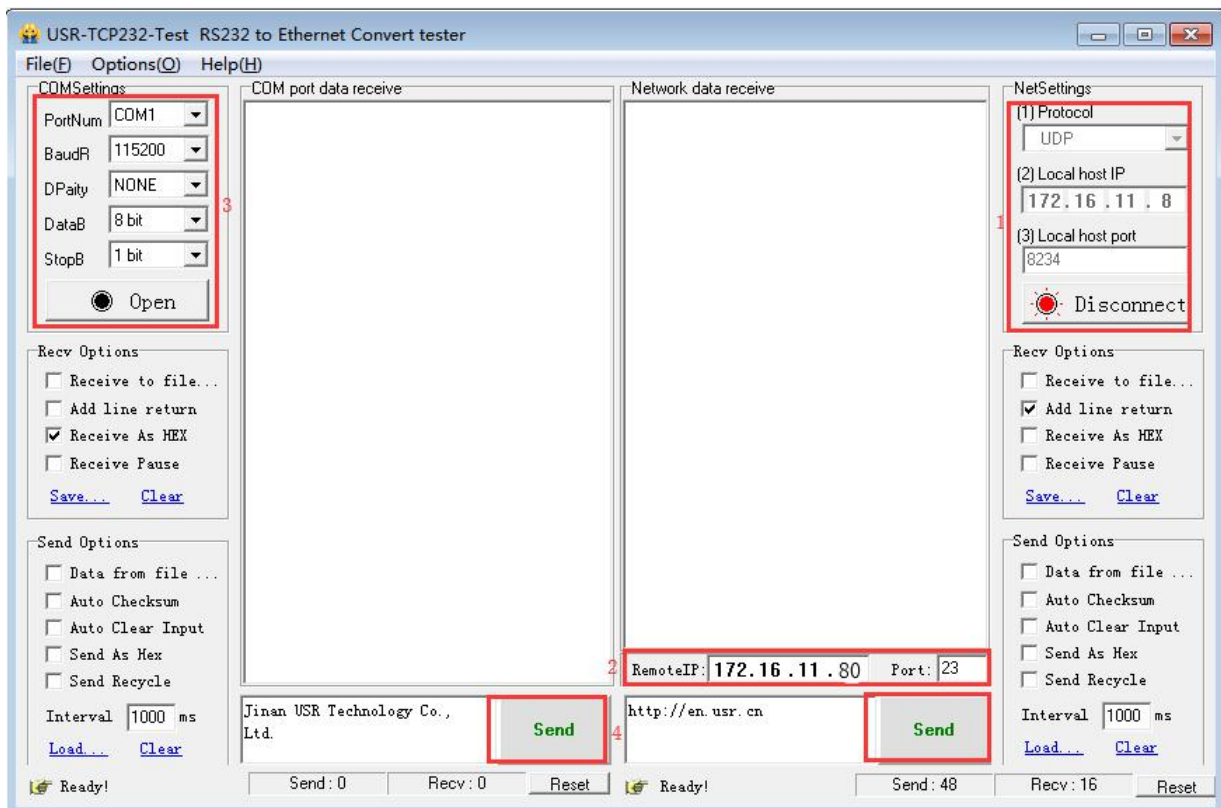 USR-TCP232-Test RS232 to Ethernet Convert tester
File(F) Options(O) Help(H)
COMSettings
PortNum COM1
BaudR 115200
DPaity NONE
DataB 8 bit
StopB 1 bit
Open
3
Recv Options
Receive to file...
Add line return
Receive As HEX
Receive Pause
Save... Clear
Send Options
Data from file ...
Auto Checksum
Auto Clear Input
Send As Hex
Send Recycle
Interval 1000 ms
Load... Clear
Ready!
COM port data receive
Jinan USR Technology Co.,
Ltd.
Send
4
Send : 0 Recv : 0 Reset
Network data receive
2
RemoteIP: 172.16.11.80 Port: 23
http://en.usr.cn
Send
Ready!
Send : 48 Recv : 16 Reset
NetSettings
(1) Protocol
UDP
(2) Local host IP
172.16.11.8
1
(3) Local host port
8234
Disconnect
Recv Options
Receive to file...
Add line return
Receive As HEX
Receive Pause
Save... Clear
Send Options
Data from file ...
Auto Checksum
Auto Clear Input
Send As Hex
Send Recycle
Interval 1000 ms
Load... Clear